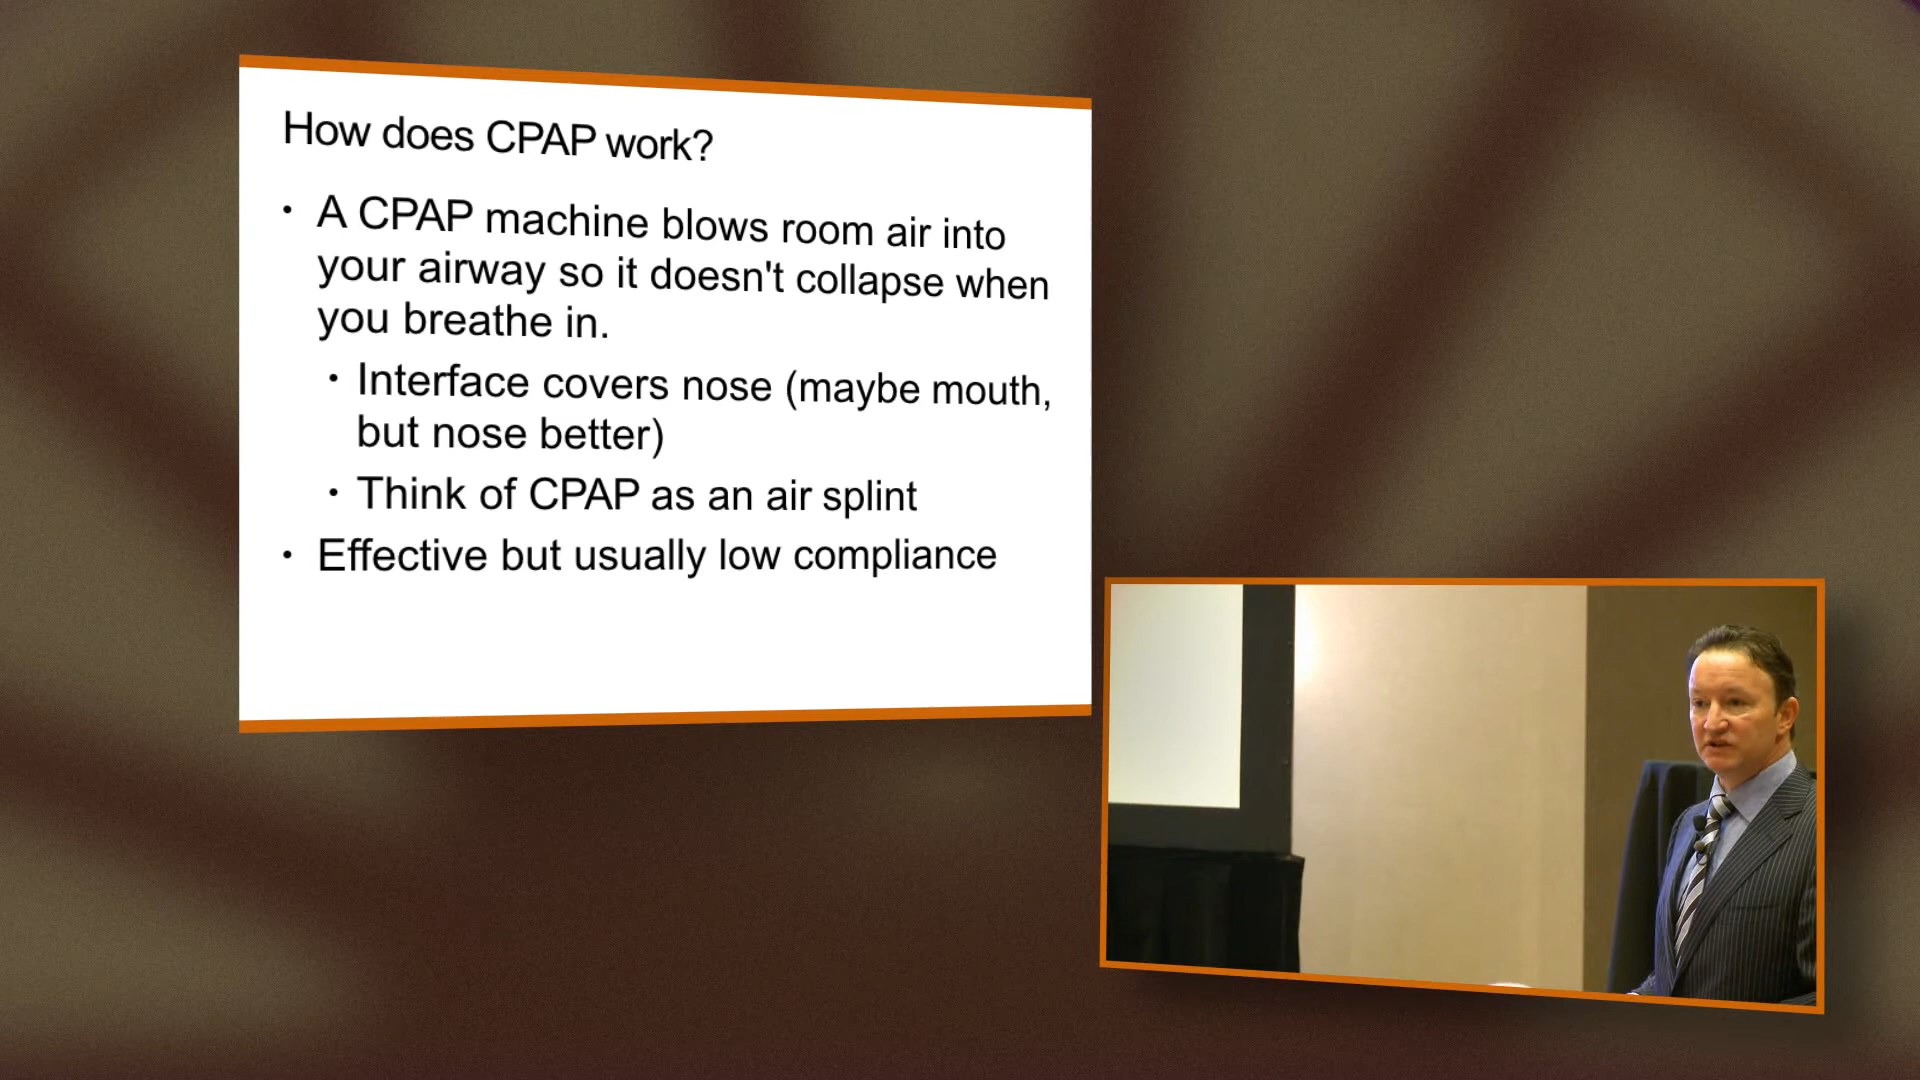 How does CPAP work?
• A CPAP machine blows room air into
your airway so it doesn't collapse when
you breathe in.
• Interface covers nose (maybe mouth,
but nose better)
• Think of CPAP as an air splint
• Effective but usually low compliance